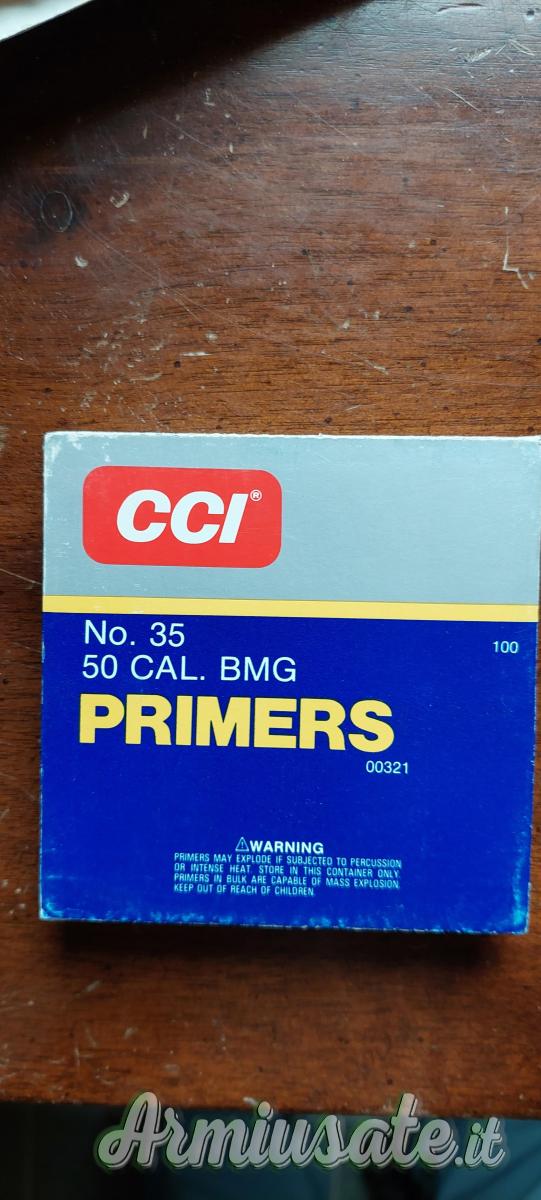 CCI®
No. 35
50 CAL. BMG
100
PRIMERS
00321
⚠WARNING
PRIMERS MAY EXPLODE IF SUBJECTED TO PERCUSSION
OR INTENSE HEAT. STORE IN THIS CONTAINER ONLY.
PRIMERS IN BULK ARE CAPABLE OF MASS EXPLOSION.
KEEP OUT OF REACH OF CHILDREN.
Armiusate.it